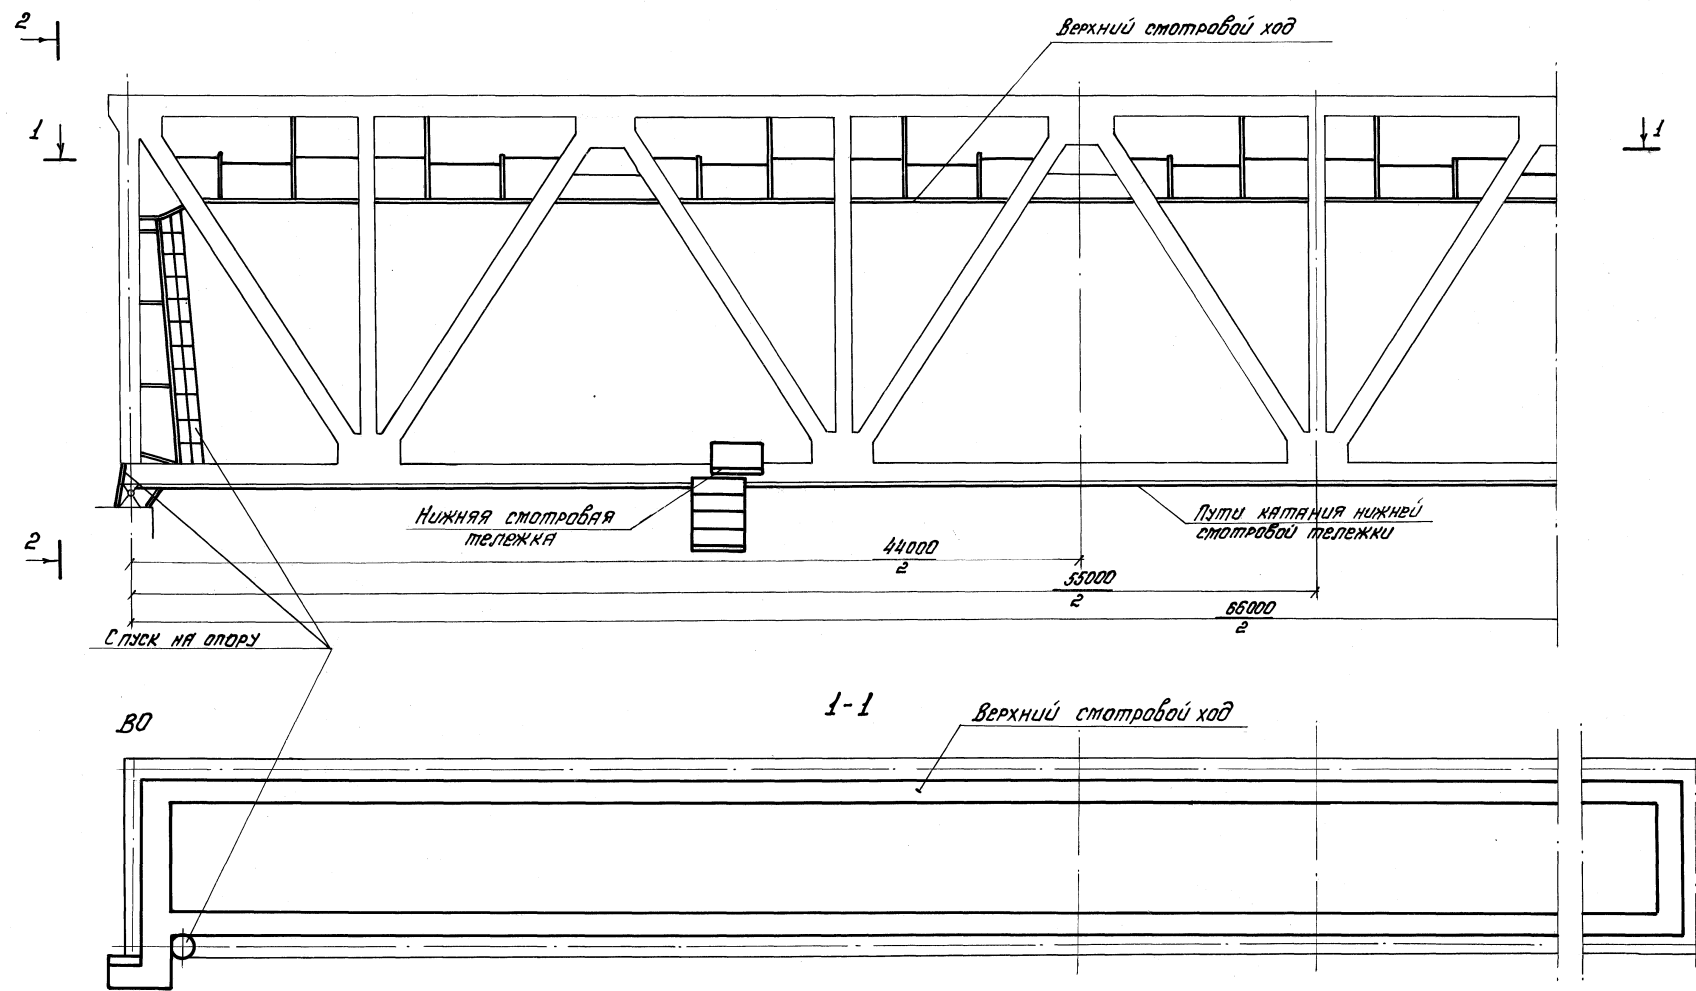 2
Верхний смотровой ход
1
1
Нижняя смотровая
тележка
Пути катания нижней
смотровой тележки
2
44000
2
55000
2
66000
2
Спуск на опору
1-1
ВО
Верхний смотровой ход